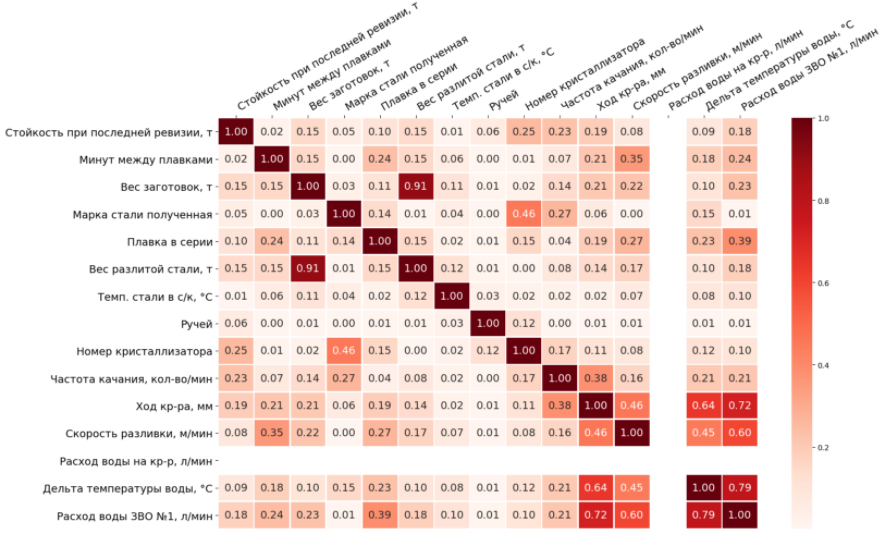 Стойкость при последней ревизии, т
Минут между плавками
Вес заготовок, т
Марка стали полученная
Плавка в серии
Вес разлитой стали, т
Темп. стали в с/к, °C
Ручей
Номер кристаллизатора
Частота качания, кол-во/мин
Ход кр-ра, мм
Скорость разливки, м/мин
Расход воды на кр-р, л/мин
Дельта температуры воды, °C
Расход воды ЗВО №1, л/мин
Стойкость при последней ревизии, т 1.00 0.02 0.15 0.05 0.10 0.15 0.01 0.06 0.25 0.23 0.19 0.08 0.09 0.18
Минут между плавками 0.02 1.00 0.15 0.00 0.24 0.15 0.06 0.00 0.01 0.07 0.21 0.35 0.18 0.24
Вес заготовок, т 0.15 0.15 1.00 0.03 0.11 0.91 0.11 0.01 0.02 0.14 0.21 0.22 0.10 0.23
Марка стали полученная 0.05 0.00 0.03 1.00 0.14 0.01 0.04 0.00 0.46 0.27 0.06 0.00 0.15 0.01
Плавка в серии 0.10 0.24 0.11 0.14 1.00 0.15 0.02 0.01 0.15 0.04 0.19 0.27 0.23 0.39
Вес разлитой стали, т 0.15 0.15 0.91 0.01 0.15 1.00 0.12 0.01 0.00 0.08 0.14 0.17 0.10 0.18
Темп. стали в с/к, °C 0.01 0.06 0.11 0.04 0.02 0.12 1.00 0.03 0.02 0.02 0.02 0.07 0.08 0.10
Ручей 0.06 0.00 0.01 0.00 0.01 0.01 0.03 1.00 0.12 0.00 0.01 0.01 0.01 0.01
Номер кристаллизатора 0.25 0.01 0.02 0.46 0.15 0.00 0.02 0.12 1.00 0.17 0.11 0.08 0.12 0.10
Частота качания, кол-во/мин 0.23 0.07 0.14 0.27 0.04 0.08 0.02 0.00 0.17 1.00 0.38 0.16 0.21 0.21
Ход кр-ра, мм 0.19 0.21 0.21 0.06 0.19 0.14 0.02 0.01 0.11 0.38 1.00 0.46 0.64 0.72
Скорость разливки, м/мин 0.08 0.35 0.22 0.00 0.27 0.17 0.07 0.01 0.08 0.16 0.46 1.00 0.45 0.60
Расход воды на кр-р, л/мин
Дельта температуры воды, °C 0.09 0.18 0.10 0.15 0.23 0.10 0.08 0.01 0.12 0.21 0.64 0.45 1.00 0.79
Расход воды ЗВО №1, л/мин 0.18 0.24 0.23 0.01 0.39 0.18 0.10 0.01 0.10 0.21 0.72 0.60 0.79 1.00
1.0
0.8
0.6
0.4
0.2